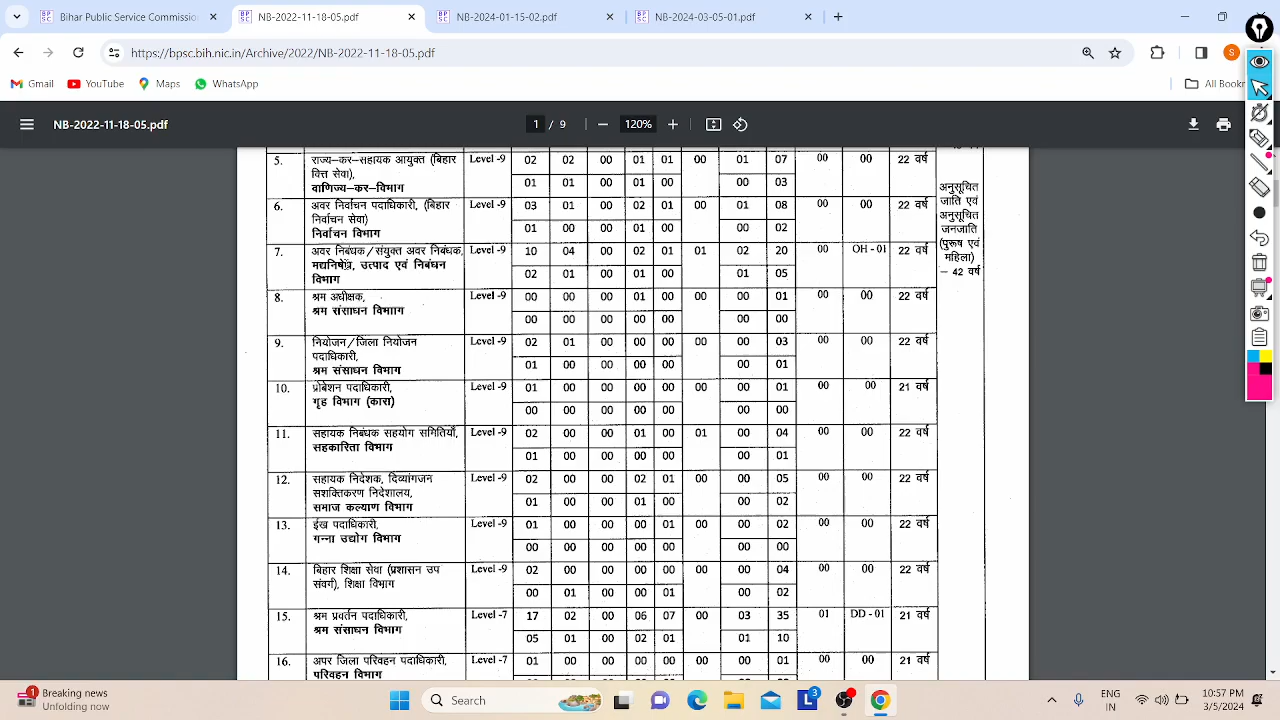 Bihar Public Service Commission
NB-2022-11-18-05.pdf
NB-2024-01-15-02.pdf
NB-2024-03-05-01.pdf
https://bpsc.bih.nic.in/Archive/2022/NB-2022-11-18-05.pdf
S
Gmail YouTube Maps WhatsApp All Bookr
NB-2022-11-18-05.pdf 1 / 9 120%
5. राज्य-कर-सहायक आयुक्त (बिहार Level -9 02 02 00 01 01 00 01 07 00 00 22 वर्ष
वित्त सेवा), 01 01 00 01 00 00 03
वाणिज्य-कर-विभाग
6. अवर निर्वाचन पदाधिकारी, (बिहार Level -9 03 01 00 02 01 00 01 08 00 00 22 वर्ष
निर्वाचन सेवा) 01 00 00 01 00 00 02
निर्वाचन विभाग
अनुसूचित
जाति एवं
अनुसूचित
जनजाति
(पुरूष एवं
महिला)
– 42 वर्ष
7. अवर निबंधक/संयुक्त अवर निबंधक, Level -9 10 04 00 02 01 01 02 20 00 OH - 01 22 वर्ष
मद्यनिषेध, उत्पाद एवं निबंधन 02 01 00 01 00 01 05
विभाग
8. श्रम अधीक्षक, Level -9 00 00 00 01 00 00 00 01 00 00 22 वर्ष
श्रम संसाधन विभााग 00 00 00 00 00 00 00
9. नियोजन/जिला नियोजन Level -9 02 01 00 00 00 00 00 03 00 00 22 वर्ष
पदाधिकारी, 01 00 00 00 00 00 01
श्रम संसाधन विभाग
10. प्रोबेशन पदाधिकारी, Level -9 01 00 00 00 00 00 00 01 00 00 21 वर्ष
गृह विभाग (कारा) 00 00 00 00 00 00 00
11. सहायक निबंधक सहयोग समितियाँ, Level -9 02 00 00 01 00 01 00 04 00 00 22 वर्ष
सहकारिता विभाग 01 00 00 00 00 00 01
12. सहायक निदेशक, दिव्यांगजन Level -9 02 00 00 02 01 00 00 05 00 00 22 वर्ष
सशक्तिकरण निदेशालय, 01 00 00 01 00 00 02
समाज कल्याण विभाग
13. ईख पदाधिकारी, Level -9 01 00 00 00 01 00 00 02 00 00 22 वर्ष
गन्ना उद्योग विभाग 00 00 00 00 00 00 00
14. बिहार शिक्षा सेवा (प्रशासन उप Level -9 02 00 00 00 00 00 00 04 00 00 22 वर्ष
संवर्ग), शिक्षा विभाग 00 01 00 00 01 00 02
15. श्रम प्रवर्तन पदाधिकारी, Level -7 17 02 00 06 07 00 03 35 01 DD - 01 21 वर्ष
श्रम संसाधन विभाग 05 01 00 02 01 01 10
16. अपर जिला परिवहन पदाधिकारी, Level -7 01 00 00 00 00 00 00 01 00 00 21 वर्ष
परिवहन विभाग
1 Breaking news
Unfolding now
Search
L 3
ENG
IN
10:57 PM
3/5/2024